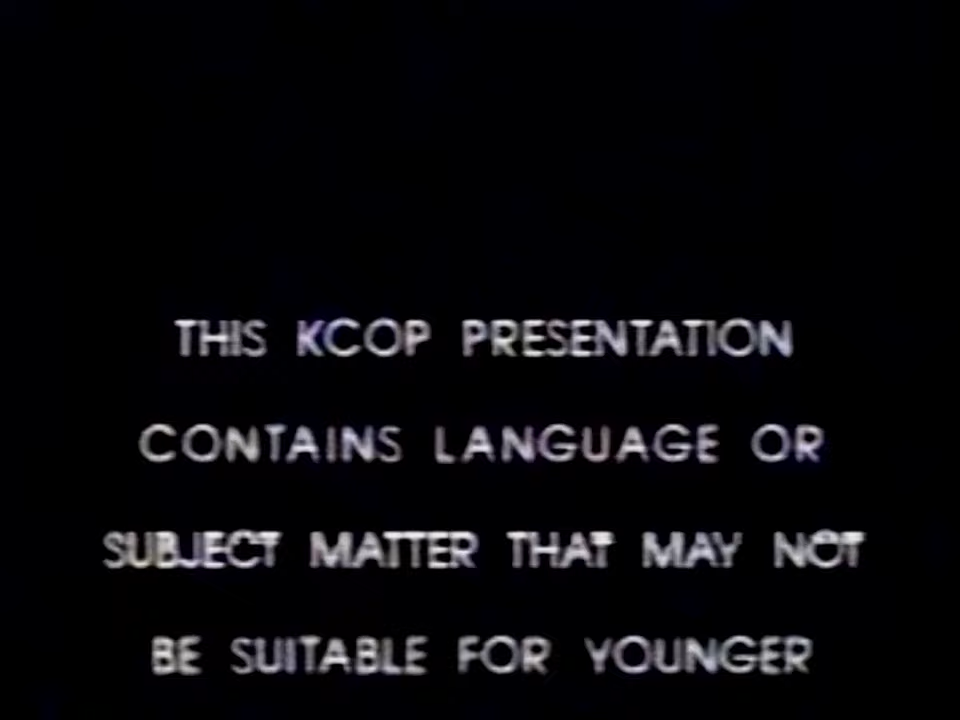 THIS KCOP PRESENTATION
CONTAINS LANGUAGE OR
SUBJECT MATTER THAT MAY NOT
BE SUITABLE FOR YOUNGER